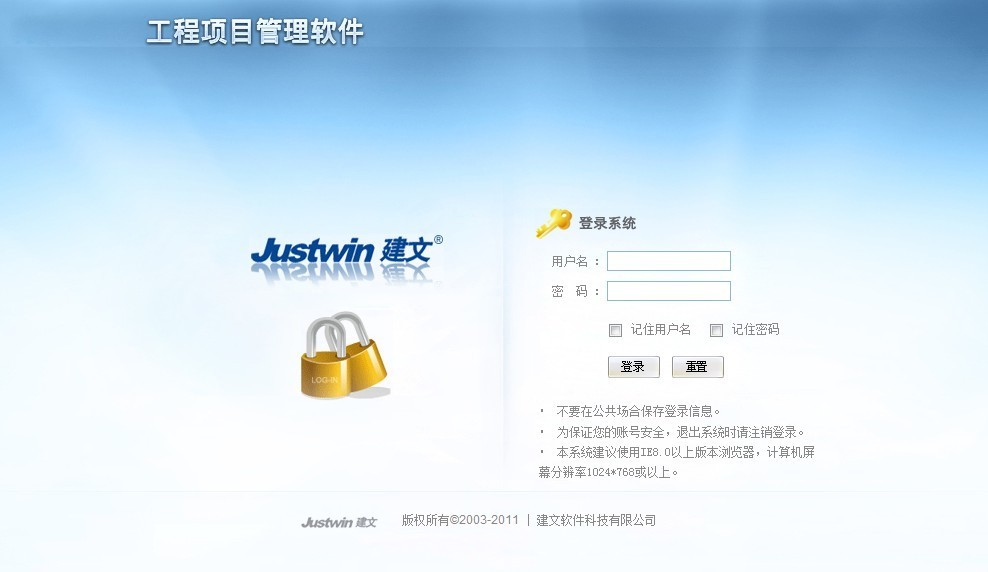 工程项目管理软件
Justwin 建文®
LOG-IN
登录系统
用户名：
密 码：
记住用户名 记住密码
登录 重置
· 不要在公共场合保存登录信息。
· 为保证您的账号安全，退出系统时请注销登录。
· 本系统建议使用IE8.0以上版本浏览器，计算机屏
幕分辨率1024*768或以上。
Justwin 建文 版权所有©2003-2011 | 建文软件科技有限公司